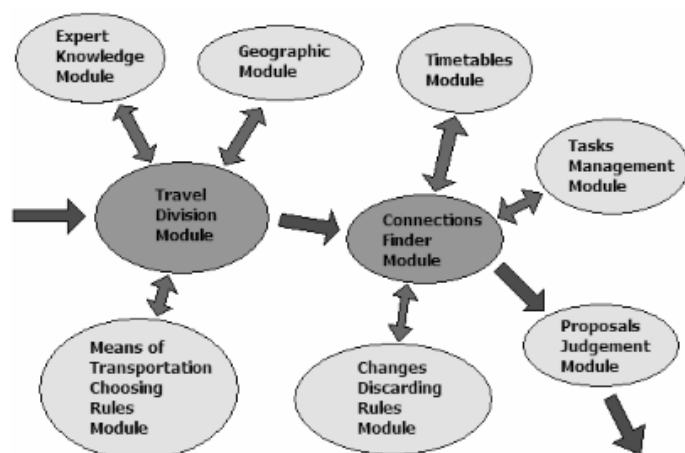 Expert
Knowledge
Module
Geographic
Module
Timetables
Module
Tasks
Management
Module
Travel
Division
Module
Connections
Finder
Module
Means of
Transportation
Choosing
Rules
Module
Changes
Discarding
Rules
Module
Proposals
Judgement
Module